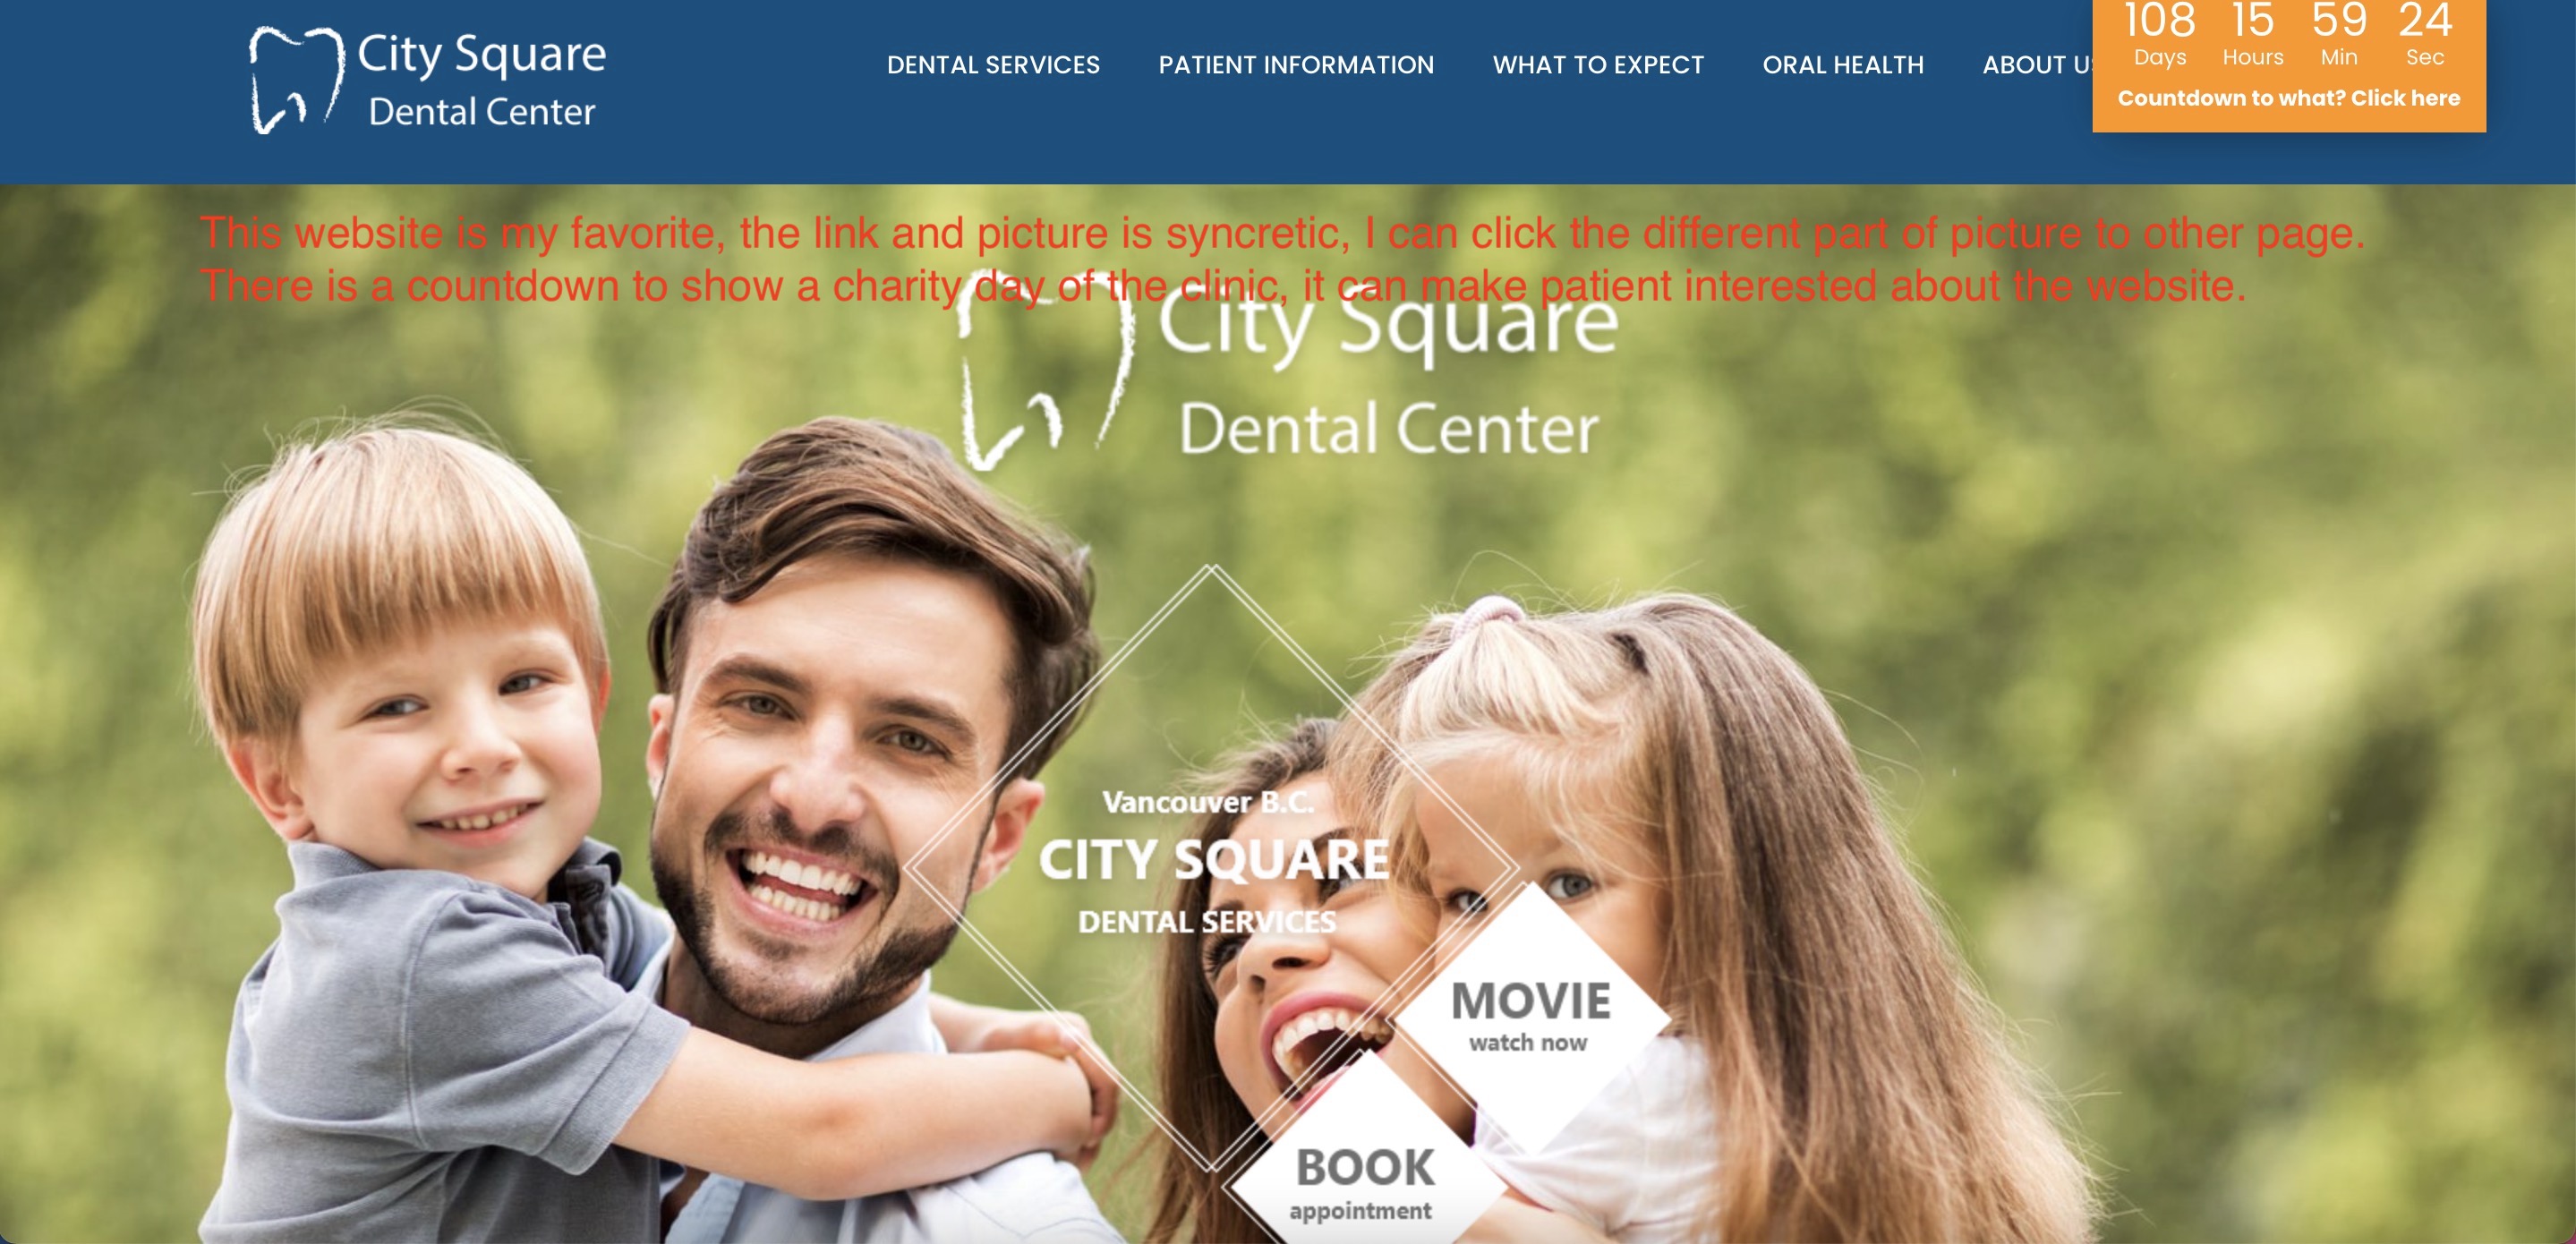 City Square
Dental Center
DENTAL SERVICES PATIENT INFORMATION WHAT TO EXPECT ORAL HEALTH ABOUT US
108 15 59 24
Days Hours Min Sec
Countdown to what? Click here
This website is my favorite, the link and picture is syncretic, I can click the different part of picture to other page.
There is a countdown to show a charity day of the clinic, it can make patient interested about the website.
City Square
Dental Center
Vancouver B.C.
CITY SQUARE
DENTAL SERVICES
MOVIE
watch now
BOOK
appointment